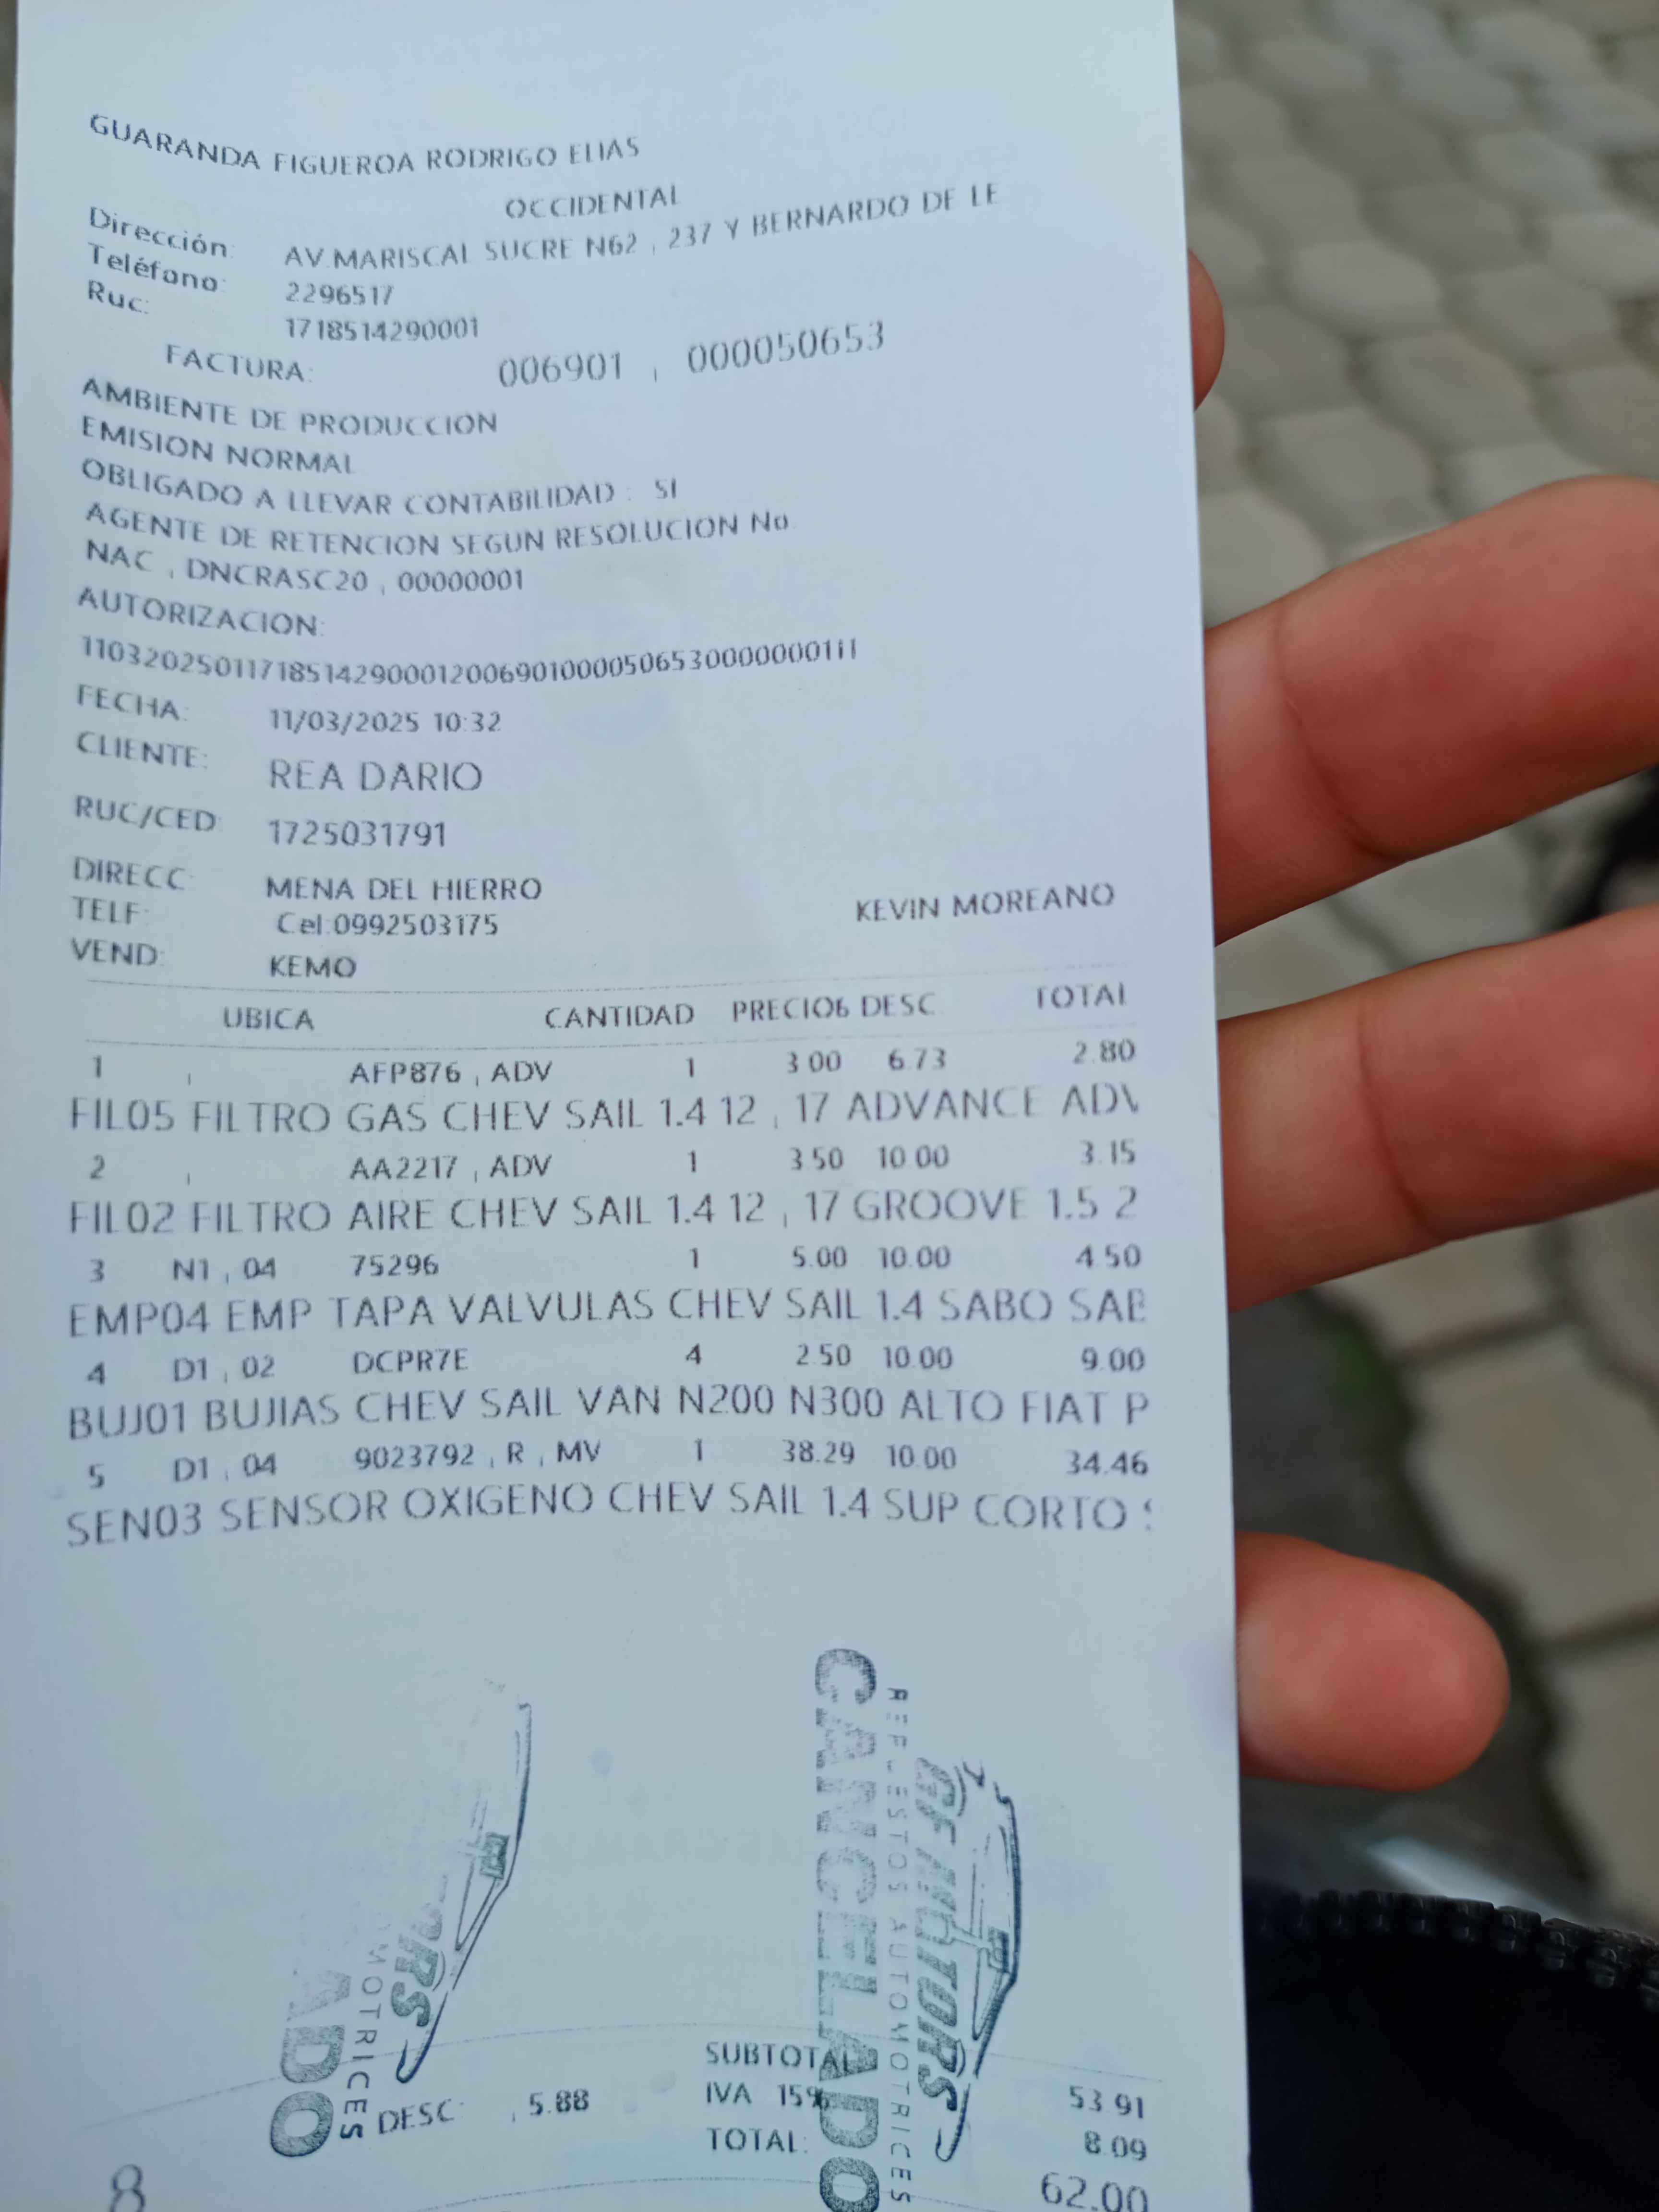 GUARANDA FIGUEROA RODRIGO ELIAS
OCCIDENTAL
Dirección: AV.MARISCAL SUCRE N62 , 237 Y BERNARDO DE LE
Teléfono: 2296517
Ruc: 1718514290001
FACTURA: 006901 , 000050653
AMBIENTE DE PRODUCCION
EMISION NORMAL
OBLIGADO A LLEVAR CONTABILIDAD : SI
AGENTE DE RETENCION SEGUN RESOLUCION No.
NAC , DNCRASC20 , 00000001
AUTORIZACION:
1103202501171851429000120069010000506530000000111
FECHA: 11/03/2025 10:32
CLIENTE: REA DARIO
RUC/CED: 1725031791
DIRECC: MENA DEL HIERRO
TELF: Cel:0992503175 KEVIN MOREANO
VEND: KEMO
UBICA CANTIDAD PRECIO6 DESC. TOTAL
1 , AFP876 , ADV 1 3.00 6.73 2.80
FIL05 FILTRO GAS CHEV SAIL 1.4 12 , 17 ADVANCE ADV
2 , AA2217 , ADV 1 3.50 10.00 3.15
FIL02 FILTRO AIRE CHEV SAIL 1.4 12 , 17 GROOVE 1.5 2
3 N1 , 04 75296 1 5.00 10.00 4.50
EMP04 EMP TAPA VALVULAS CHEV SAIL 1.4 SABO SAB
4 D1 , 02 DCPR7E 4 2.50 10.00 9.00
BUJ01 BUJIAS CHEV SAIL VAN N200 N300 ALTO FIAT P
5 D1 , 04 9023792 , R , MV 1 38.29 10.00 34.46
SEN03 SENSOR OXIGENO CHEV SAIL 1.4 SUP CORTO
GF MOTORS
REPUESTOS AUTOMOTRICES
CANCELADO
ORS
MOTRICES
ADO
SUBTOTAL 53.91
DESC: , 5.88 IVA 15% 8.09
TOTAL: 62.00
8